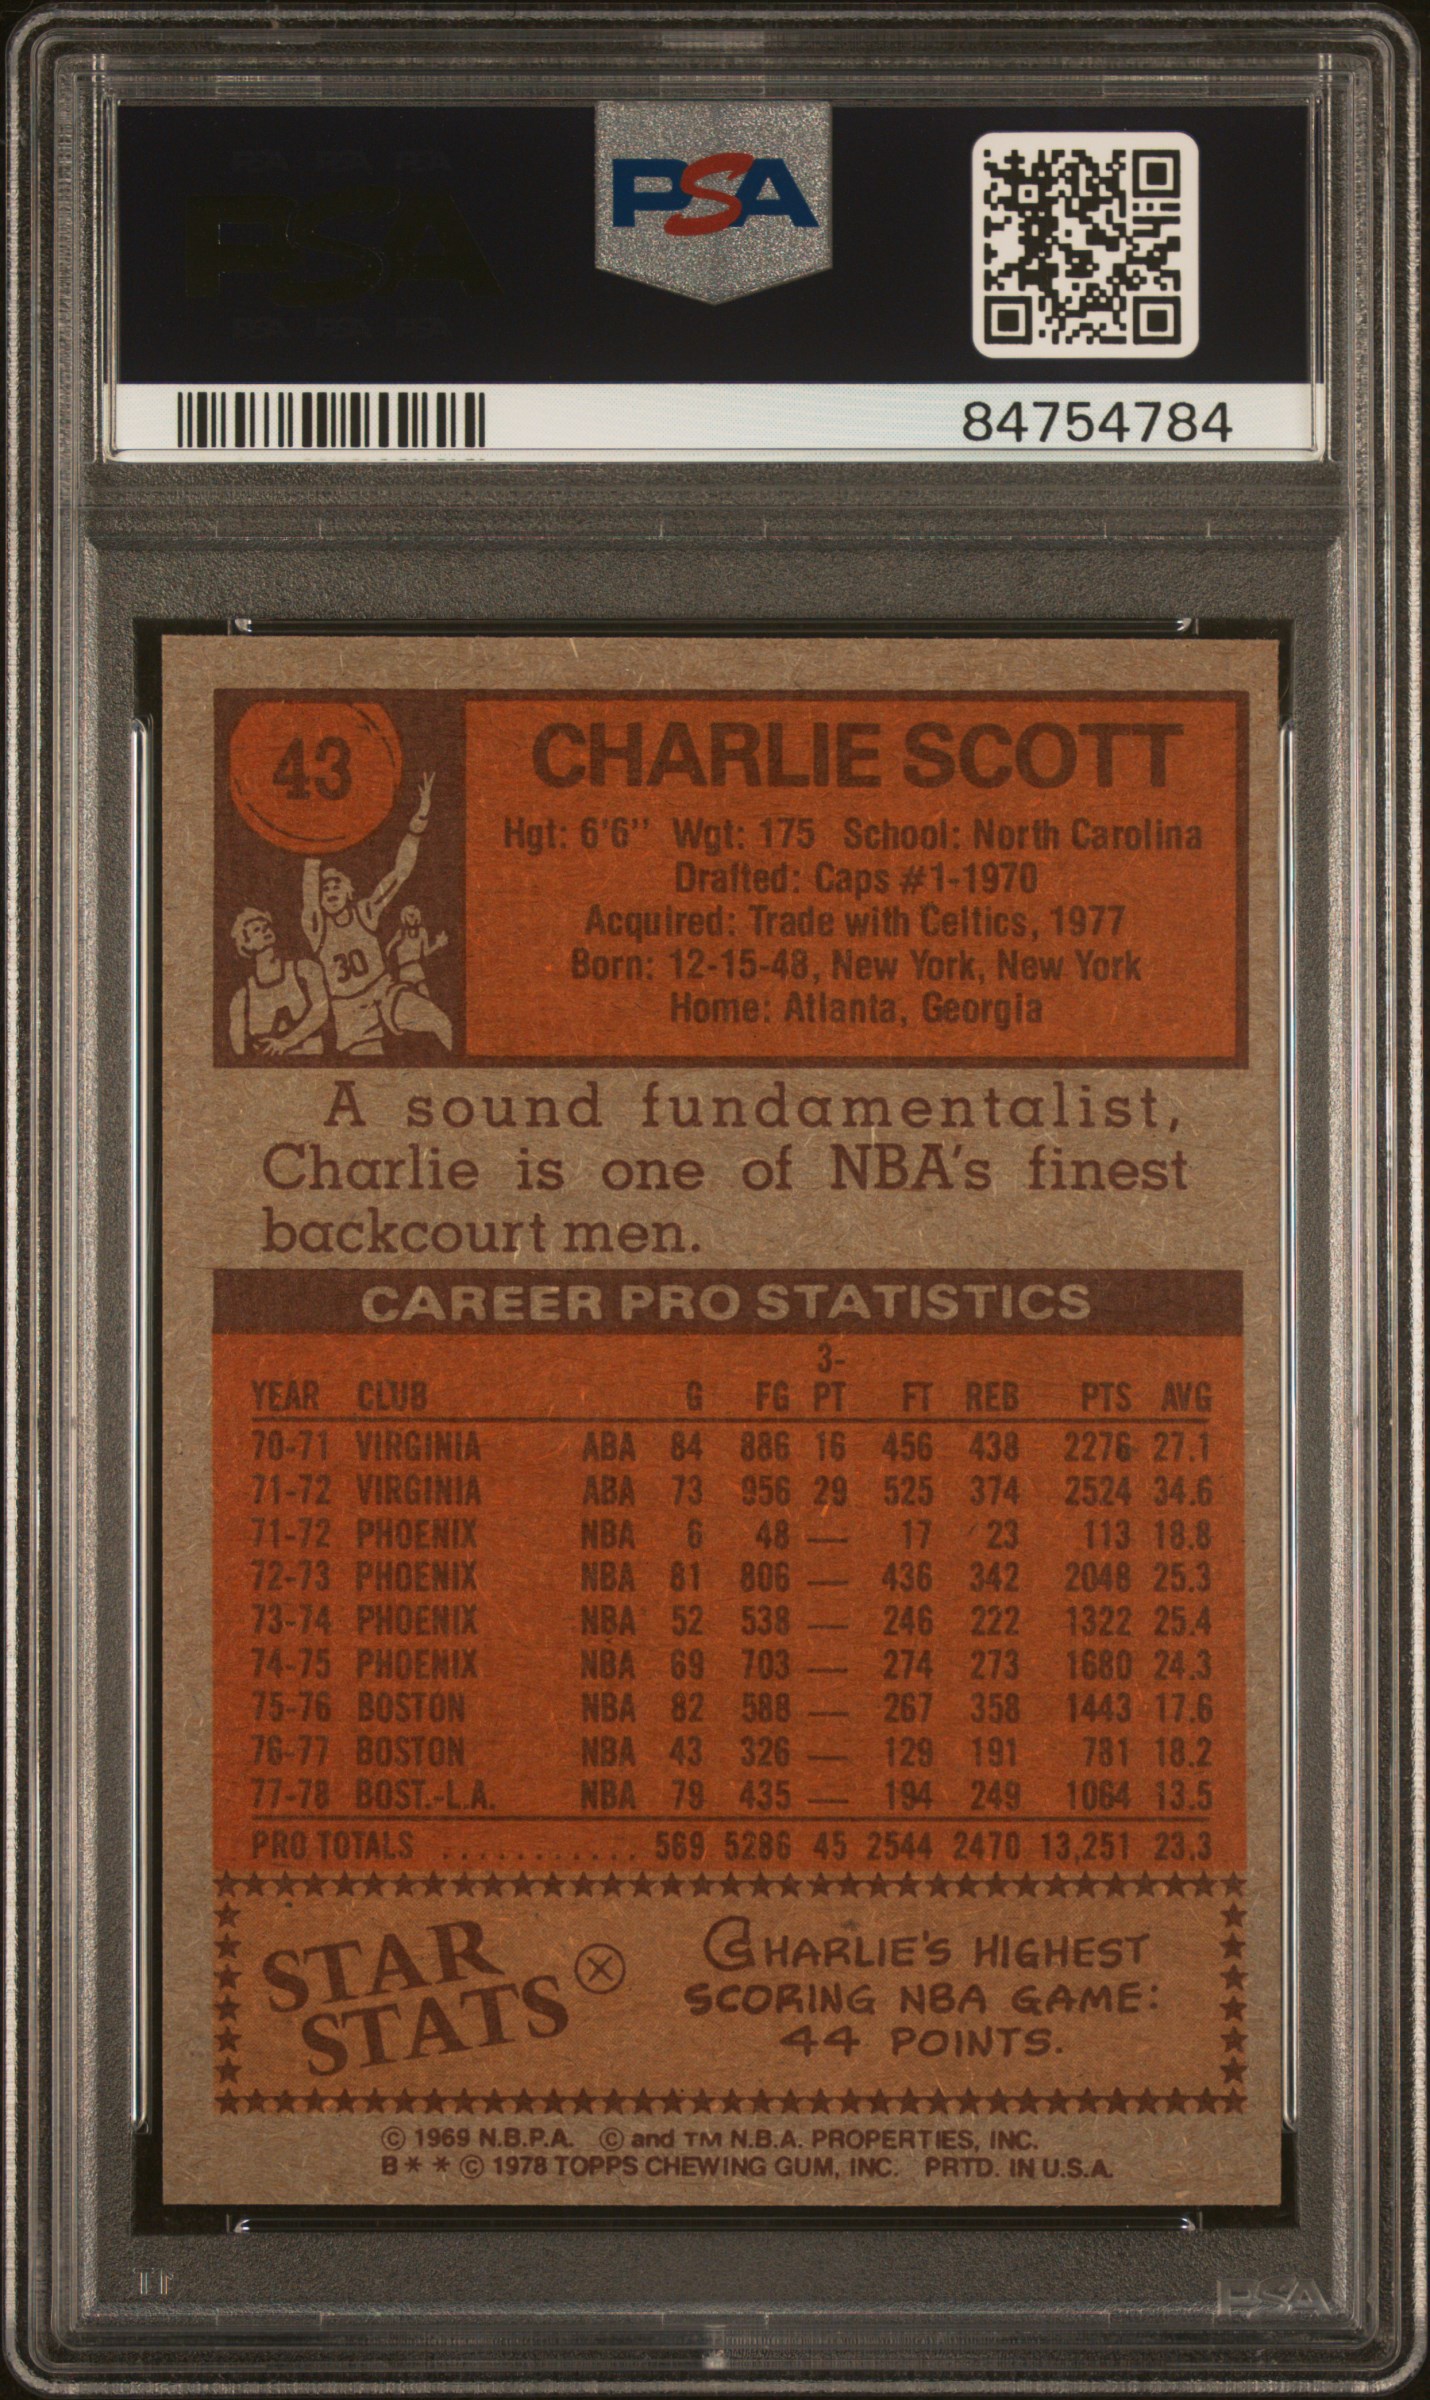 PSA
84754784
43
CHARLIE SCOTT
Hgt: 6'6" Wgt: 175 School: North Carolina
Drafted: Caps #1-1970
Acquired: Trade with Celtics, 1977
Born: 12-15-48, New York, New York
Home: Atlanta, Georgia
30
A sound fundamentalist,
Charlie is one of NBA's finest
backcourt men.
CAREER PRO STATISTICS
3-
YEAR CLUB G FG PT FT REB PTS AVG
70-71 VIRGINIA ABA 84 886 16 456 438 2276 27.1
71-72 VIRGINIA ABA 73 956 29 525 374 2524 34.6
71-72 PHOENIX NBA 6 48 — 17 23 113 18.8
72-73 PHOENIX NBA 81 806 — 436 342 2048 25.3
73-74 PHOENIX NBA 52 538 — 246 222 1322 25.4
74-75 PHOENIX NBA 69 703 — 274 273 1680 24.3
75-76 BOSTON NBA 82 588 — 267 358 1443 17.6
76-77 BOSTON NBA 43 326 — 129 191 781 18.2
77-78 BOST.-L.A. NBA 79 435 — 194 249 1064 13.5
PRO TOTALS ........... 569 5286 45 2544 2470 13,251 23.3
STAR
STATS
CHARLIE'S HIGHEST
SCORING NBA GAME:
44 POINTS.
© 1969 N.B.P.A. © and TM N.B.A. PROPERTIES, INC.
B * * © 1978 TOPPS CHEWING GUM, INC. PRTD. IN U.S.A.
TT
PSA